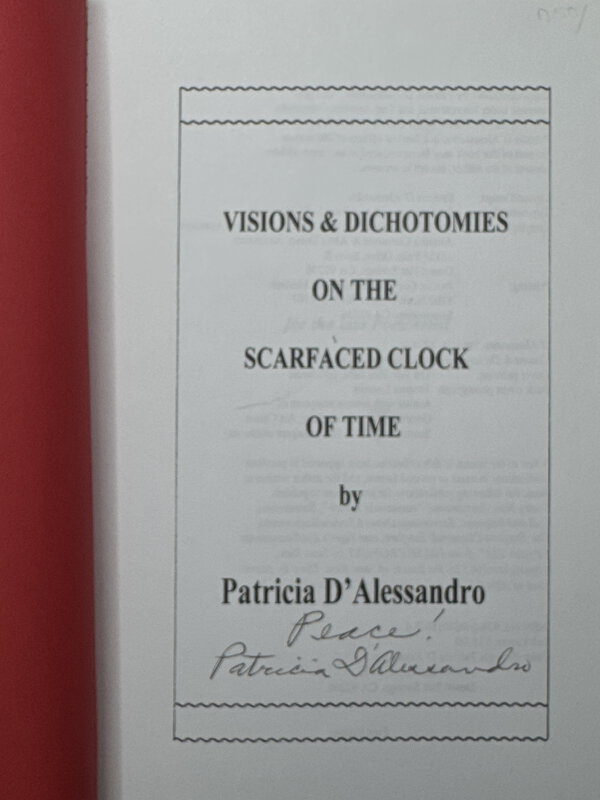 VISIONS & DICHOTOMIES
ON THE
SCARFACED CLOCK
OF TIME
by
Patricia D'Alessandro
Peace!
Patricia D'Alessandro